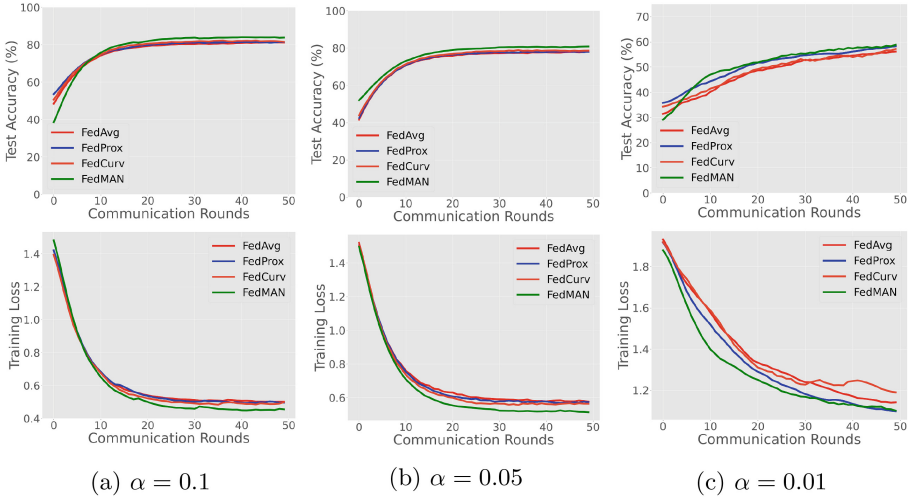 Test Accuracy (%)
100
80
60
40
20
0
FedAvg
FedProx
FedCurv
FedMAN
0 10 20 30 40 50
Communication Rounds
Test Accuracy (%)
100
80
60
40
20
0
FedAvg
FedProx
FedCurv
FedMAN
0 10 20 30 40 50
Communication Rounds
Test Accuracy (%)
70
60
50
40
30
20
10
0
FedAvg
FedProx
FedCurv
FedMAN
0 10 20 30 40 50
Communication Rounds
Training Loss
1.4
1.2
1.0
0.8
0.6
0.4
FedAvg
FedProx
FedCurv
FedMAN
0 10 20 30 40 50
Communication Rounds
Training Loss
1.4
1.2
1.0
0.8
0.6
FedAvg
FedProx
FedCurv
FedMAN
0 10 20 30 40 50
Communication Rounds
Training Loss
1.8
1.6
1.4
1.2
FedAvg
FedProx
FedCurv
FedMAN
0 10 20 30 40 50
Communication Rounds
(a) α = 0.1
(b) α = 0.05
(c) α = 0.01